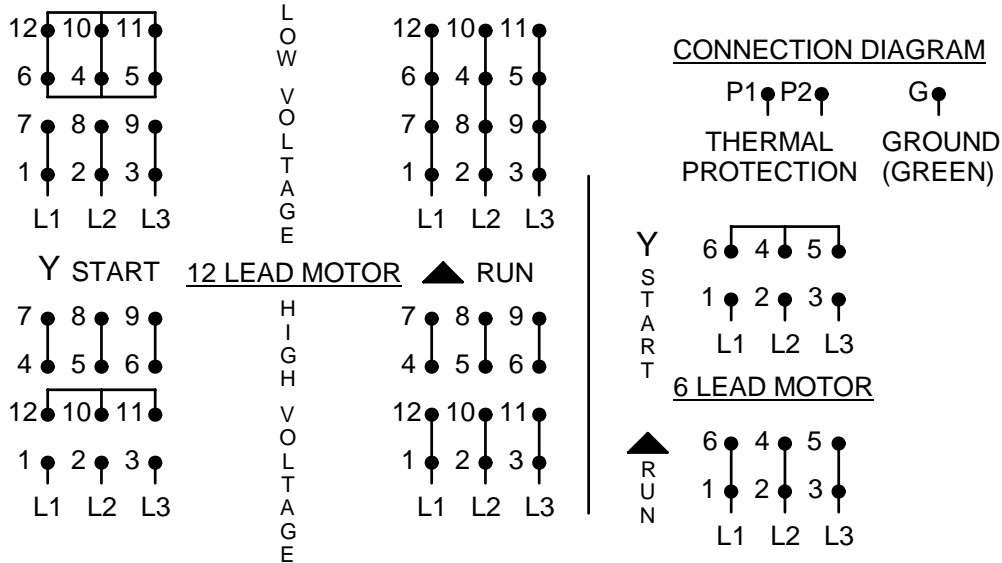 12 10 11
6 4 5
7 8 9
1 2 3
L1 L2 L3
Y START
LOW VOLTAGE
12 10 11
6 4 5
7 8 9
1 2 3
L1 L2 L3
12 LEAD MOTOR
RUN
7 8 9
4 5 6
12 10 11
1 2 3
L1 L2 L3
HIGH VOLTAGE
7 8 9
4 5 6
12 10 11
1 2 3
L1 L2 L3
CONNECTION DIAGRAM
P1 P2
THERMAL
PROTECTION
G
GROUND
(GREEN)
Y START
6 4 5
1 2 3
L1 L2 L3
6 LEAD MOTOR
RUN
6 4 5
1 2 3
L1 L2 L3